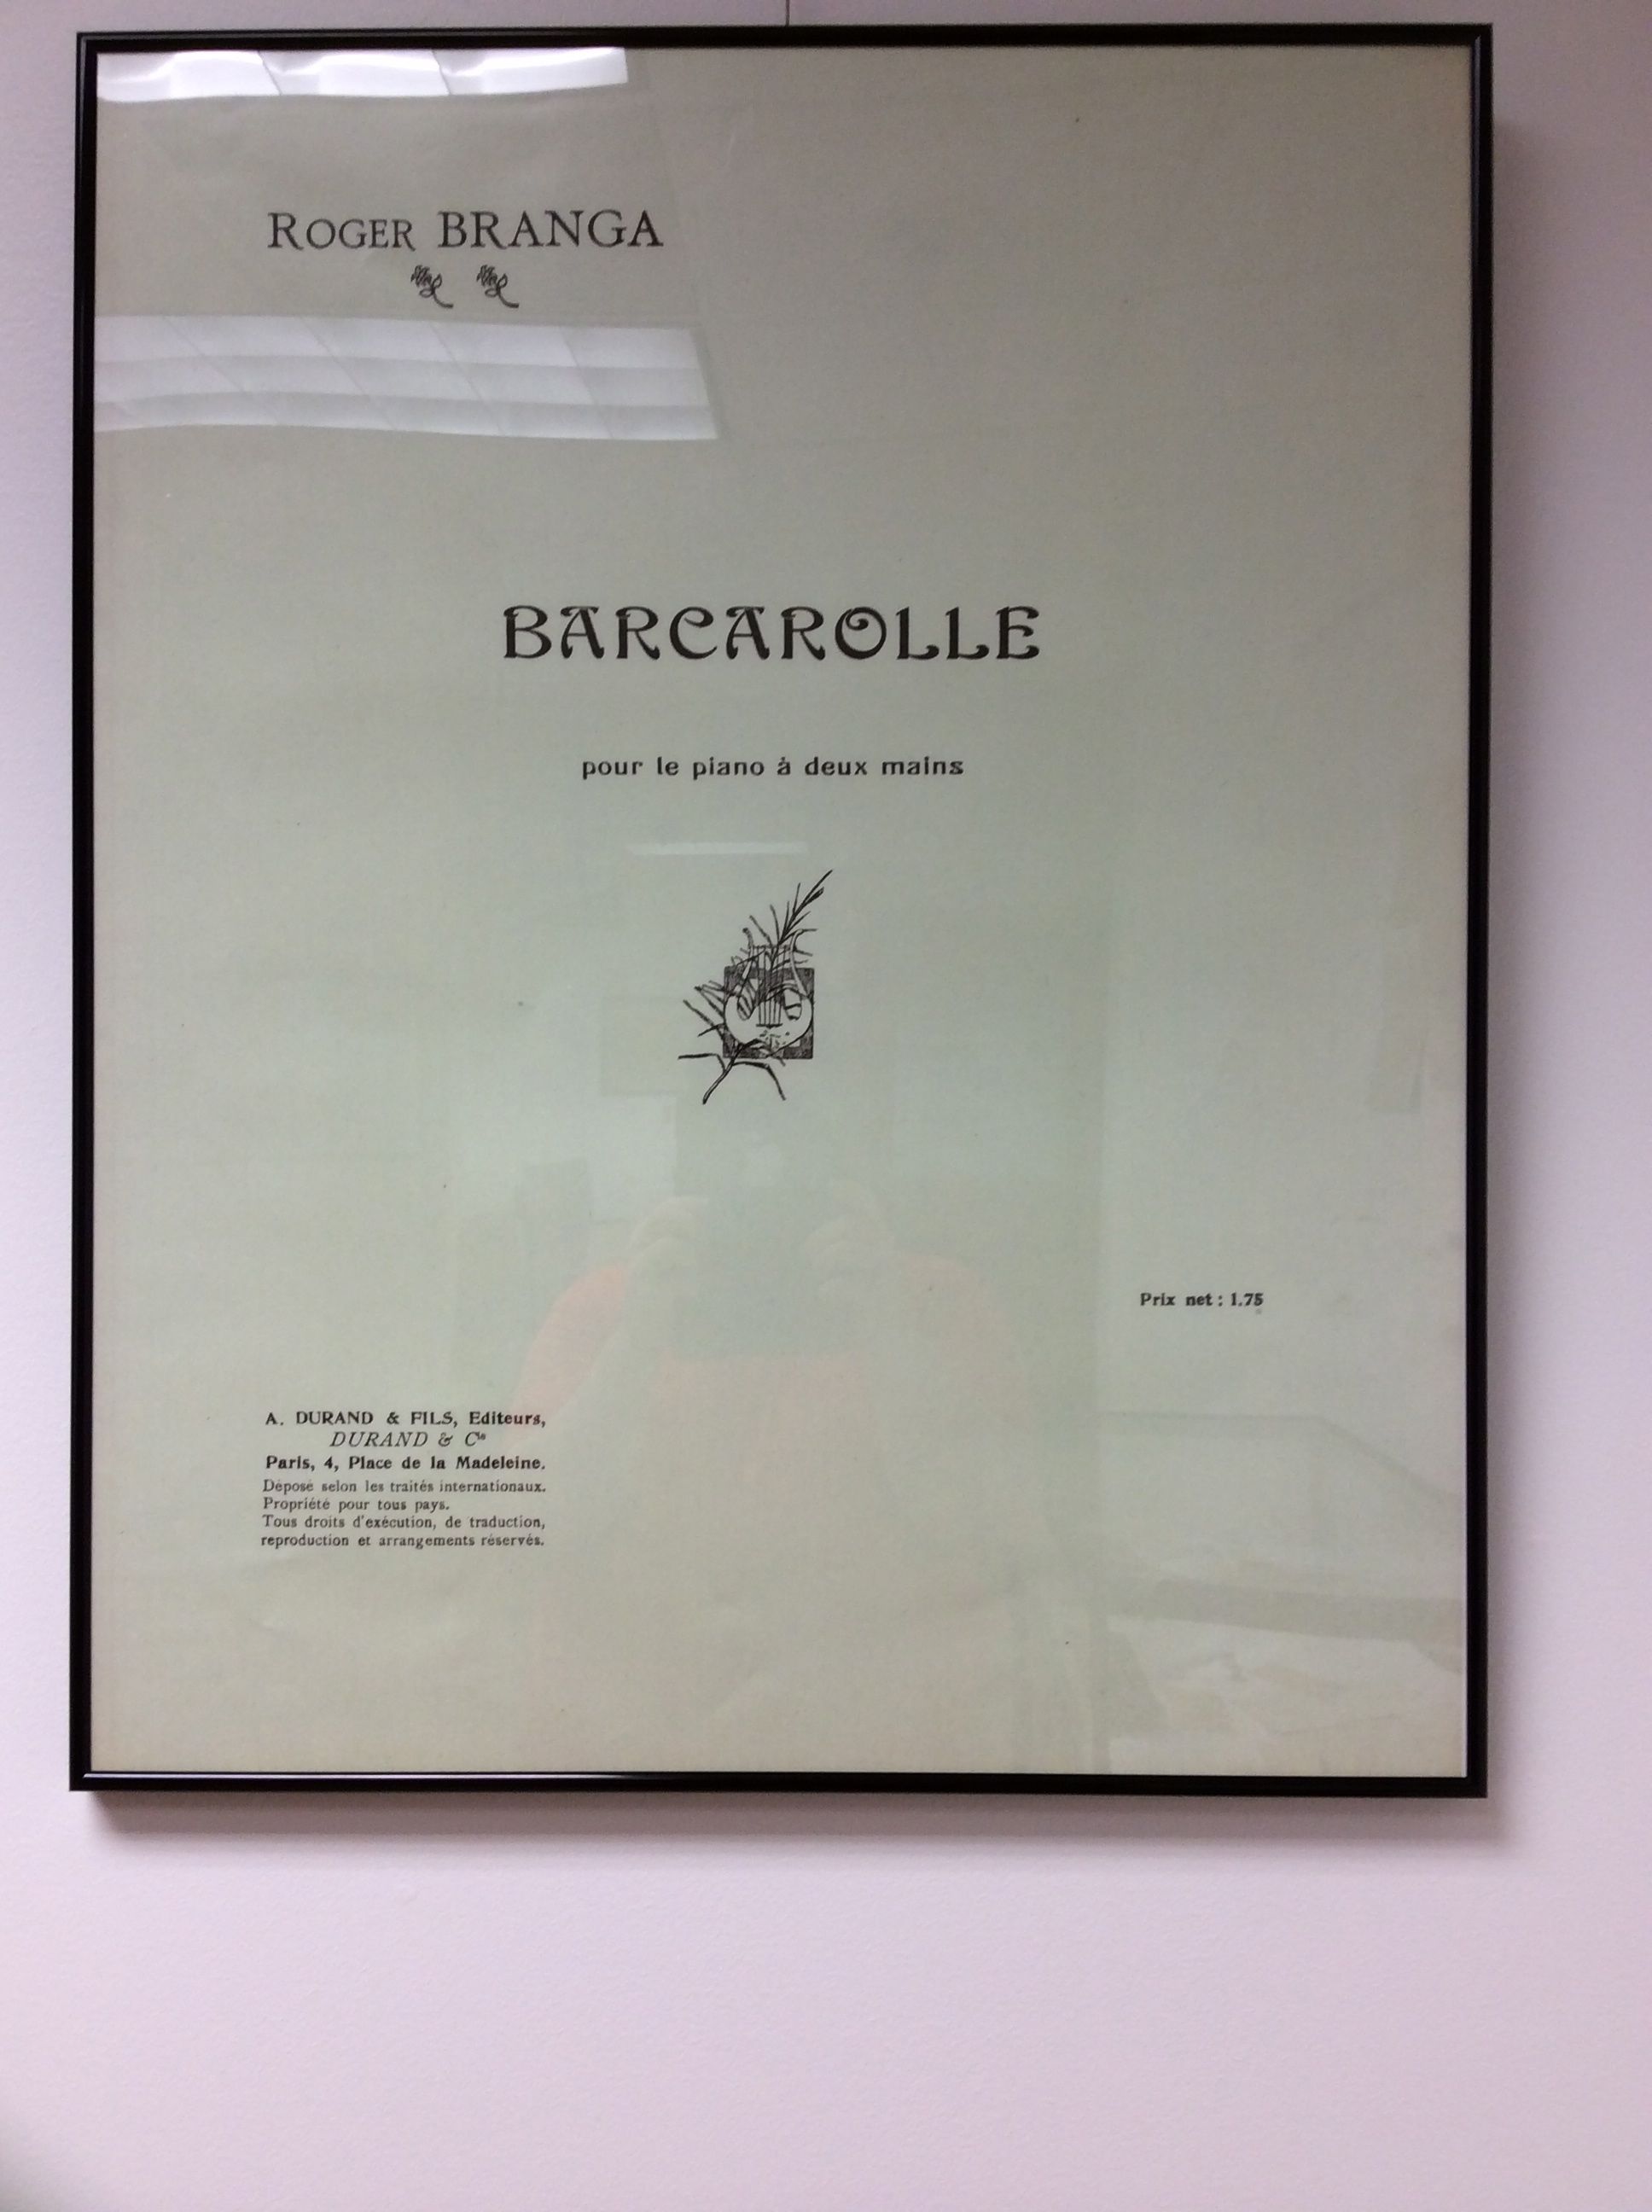 ROGER BRANGA
BARCAROLLE
pour le piano à deux mains
Prix net : 1.75
A. DURAND & FILS, Editeurs,
DURAND & Cie
Paris, 4, Place de la Madeleine.
Déposé selon les traités internationaux.
Propriété pour tous pays.
Tous droits d'exécution, de traduction,
reproduction et arrangements réservés.